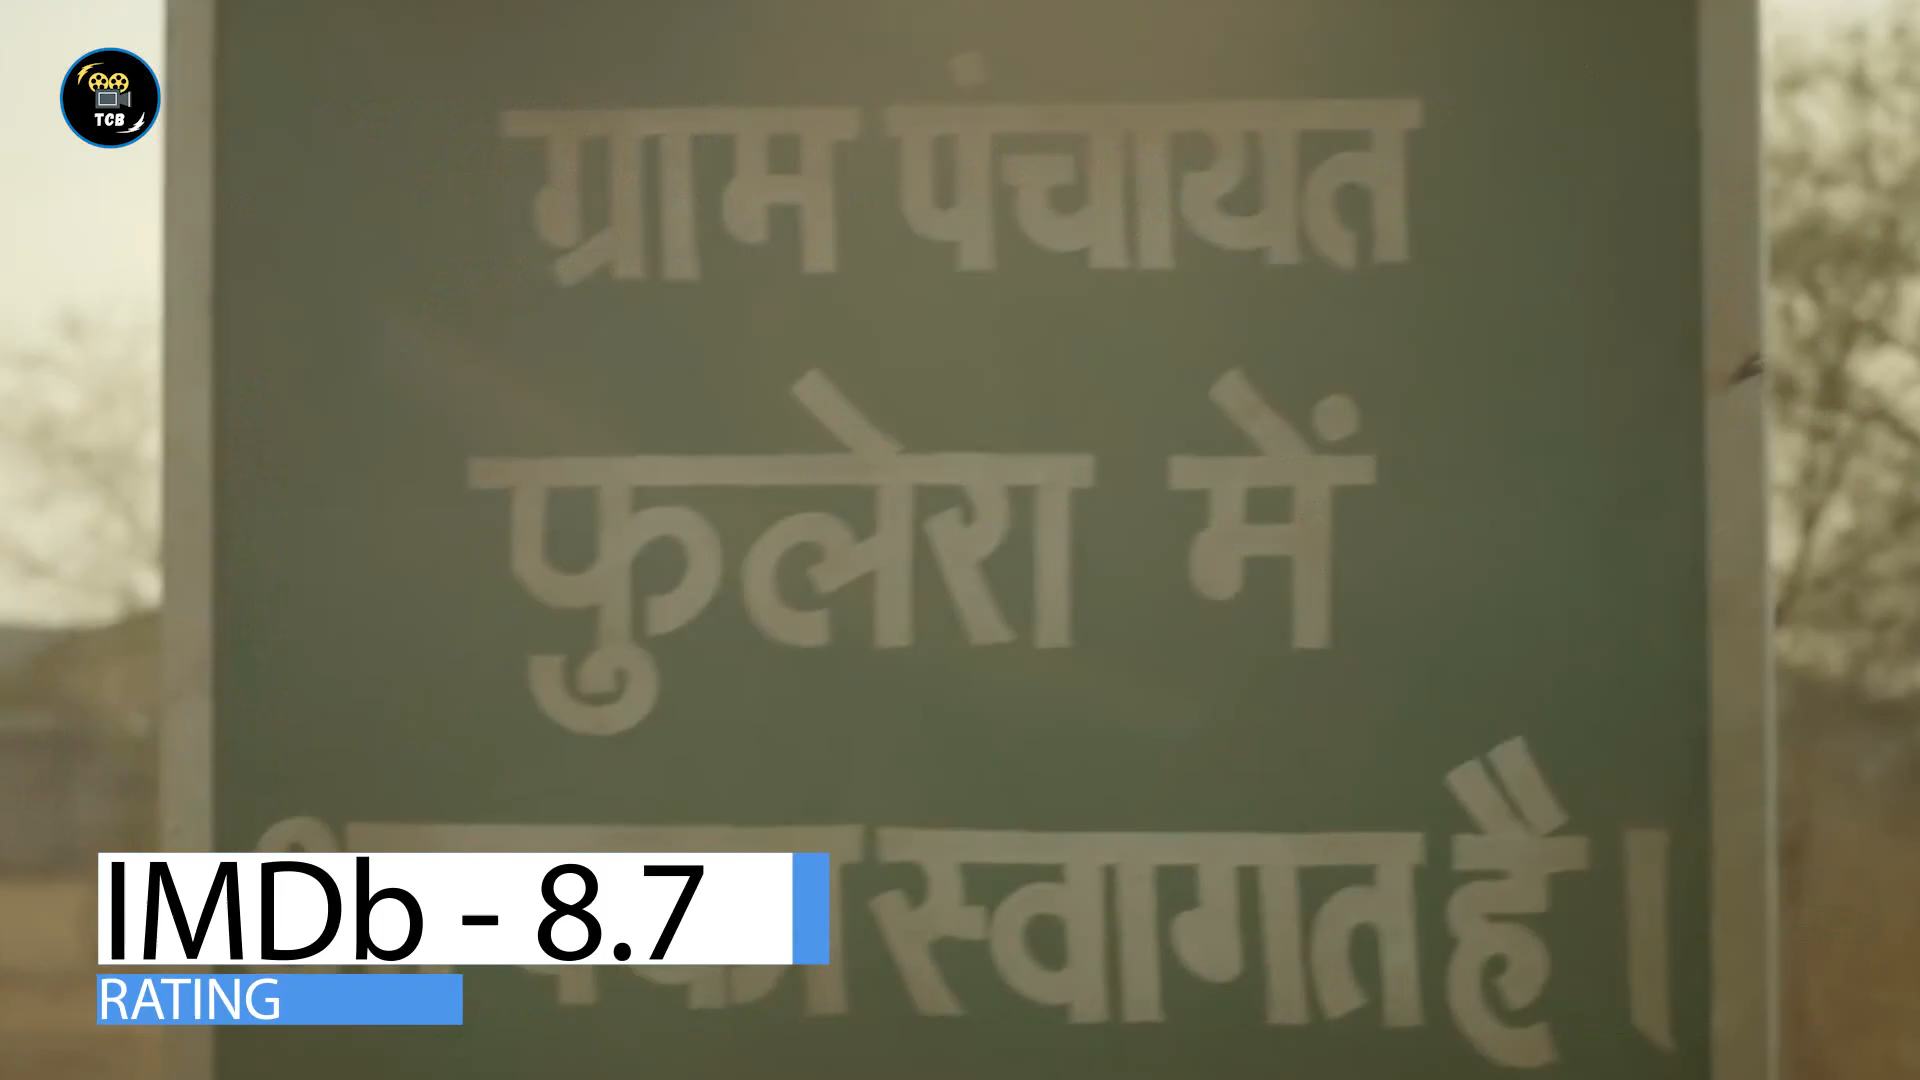 TCB
ग्राम पंचायत
फुलेरा में
स्वागत है।
IMDb - 8.7
RATING